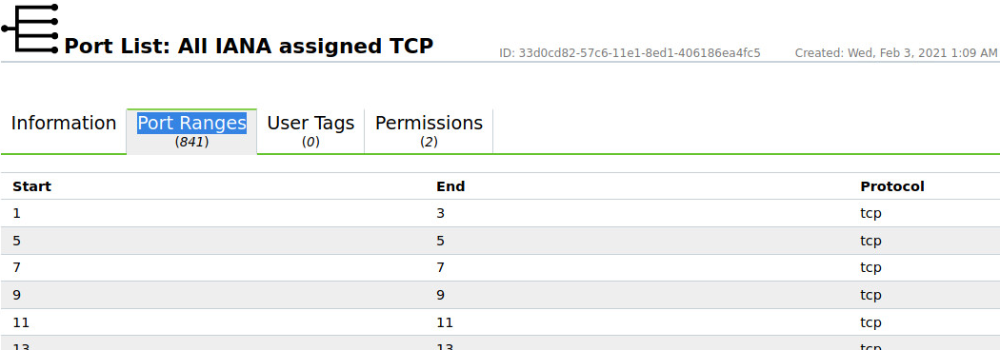 Port List: All IANA assigned TCP ID: 33d0cd82-57c6-11e1-8ed1-406186ea4fc5 Created: Wed, Feb 3, 2021 1:09 AM
Information Port Ranges User Tags Permissions
(841) (0) (2)
Start End Protocol
1 3 tcp
5 5 tcp
7 7 tcp
9 9 tcp
11 11 tcp
13 13 tcp